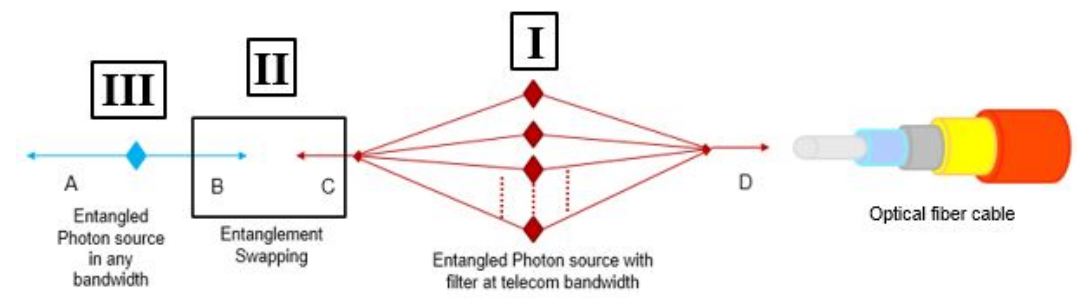 III
II
I
A
B
C
D
Entangled
Photon source
in any
bandwidth
Entanglement
Swapping
Entangled Photon source with
filter at telecom bandwidth
Optical fiber cable